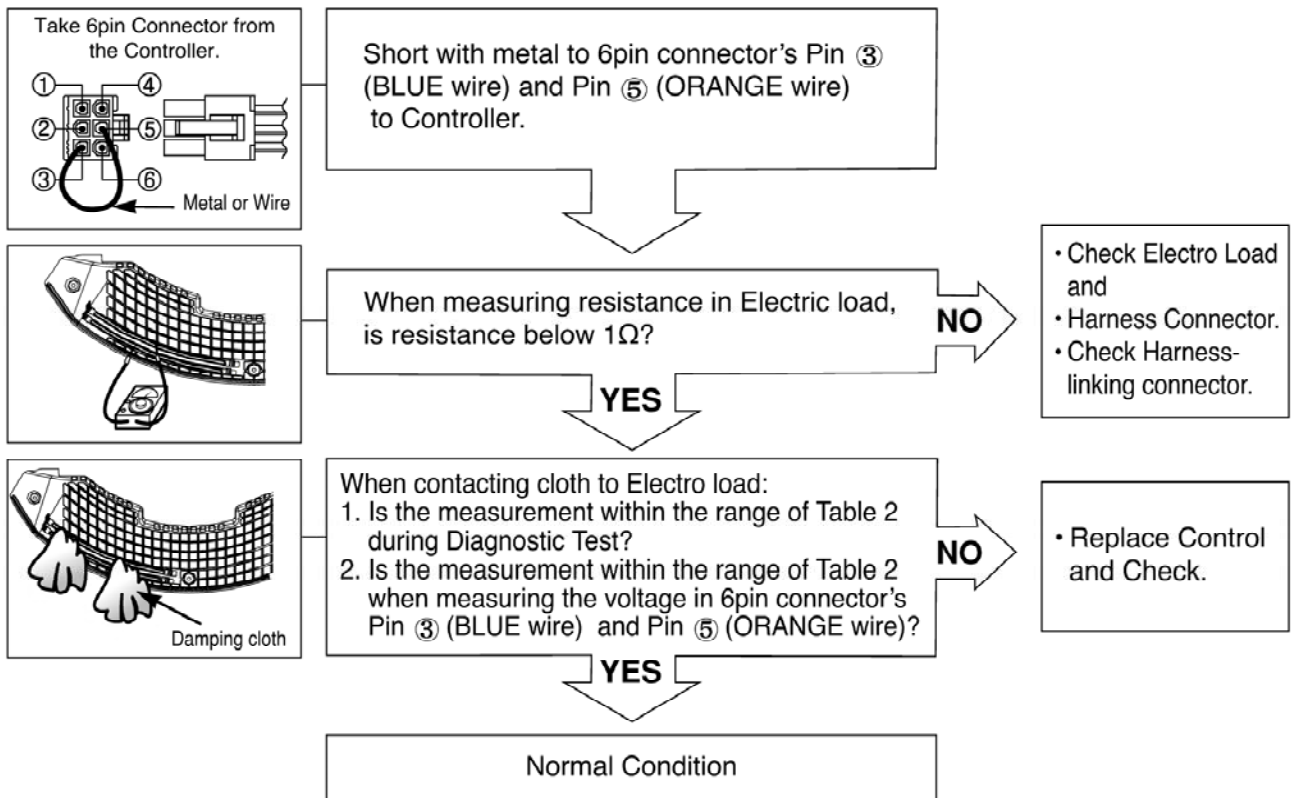 Take 6pin Connector from
the Controller.
① ④
② ⑤
③ ⑥
Metal or Wire
Short with metal to 6pin connector's Pin ③
(BLUE wire) and Pin ⑤ (ORANGE wire)
to Controller.
When measuring resistance in Electric load,
is resistance below 1Ω?
NO
• Check Electro Load
and
• Harness Connector.
• Check Harness-
linking connector.
YES
Damping cloth
When contacting cloth to Electro load:
1. Is the measurement within the range of Table 2
during Diagnostic Test?
2. Is the measurement within the range of Table 2
when measuring the voltage in 6pin connector's
Pin ③ (BLUE wire) and Pin ⑤ (ORANGE wire)?
NO
• Replace Control
and Check.
YES
Normal Condition